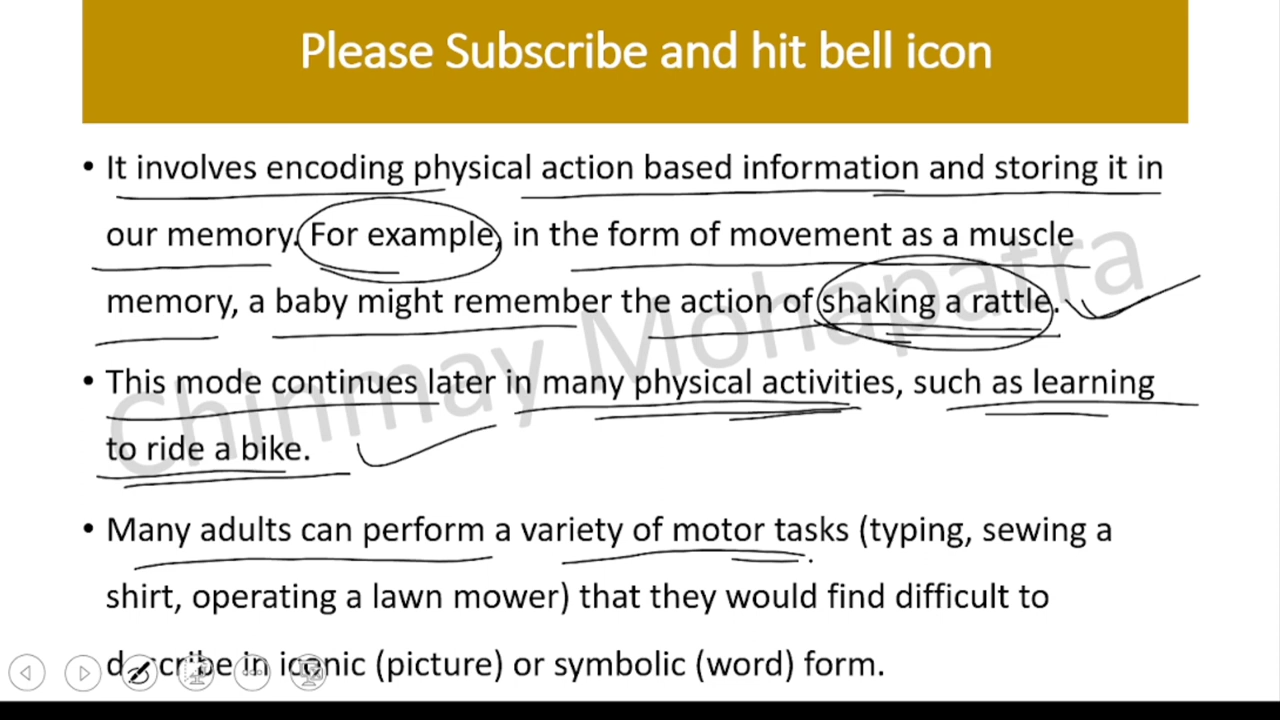 Please Subscribe and hit bell icon
• It involves encoding physical action based information and storing it in
our memory. For example, in the form of movement as a muscle
memory, a baby might remember the action of shaking a rattle.
• This mode continues later in many physical activities, such as learning
to ride a bike.
• Many adults can perform a variety of motor tasks (typing, sewing a
shirt, operating a lawn mower) that they would find difficult to
describe in iconic (picture) or symbolic (word) form.
Chinmay Mohapatra